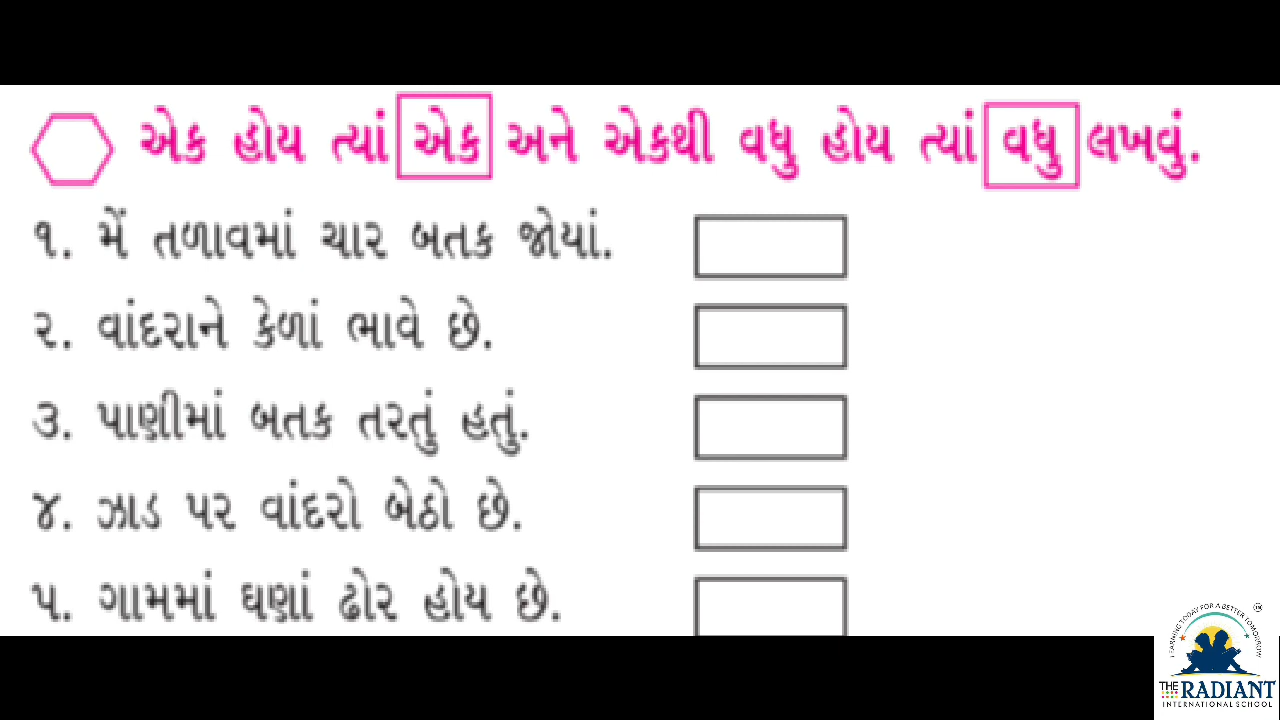 એક હોય ત્યાં એક અને એકથી વધુ હોય ત્યાં વધુ લખવું.
૧. મેં તળાવમાં ચાર બતક જોયાં.
૨. વાંદરાને કેળાં ભાવે છે.
૩. પાણીમાં બતક તરતું હતું.
૪. ઝાડ પર વાંદરો બેઠો છે.
૫. ગામમાં ઘણાં ઢોર હોય છે.
THE RADIANT
INTERNATIONAL SCHOOL